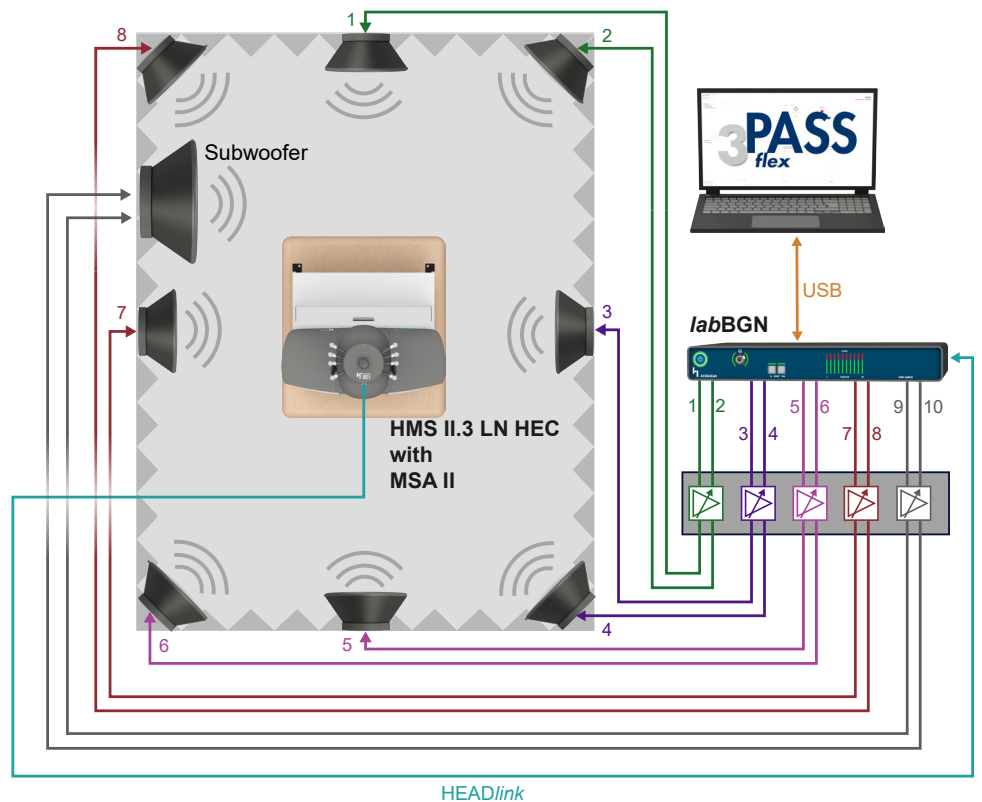 1
8
2
Subwoofer
3PASS
flex
7
3
USB
labBGN
1 2
5 6
9 10
3 4
7 8
HMS II.3 LN HEC
with
MSA II
6
5
4
HEADlink